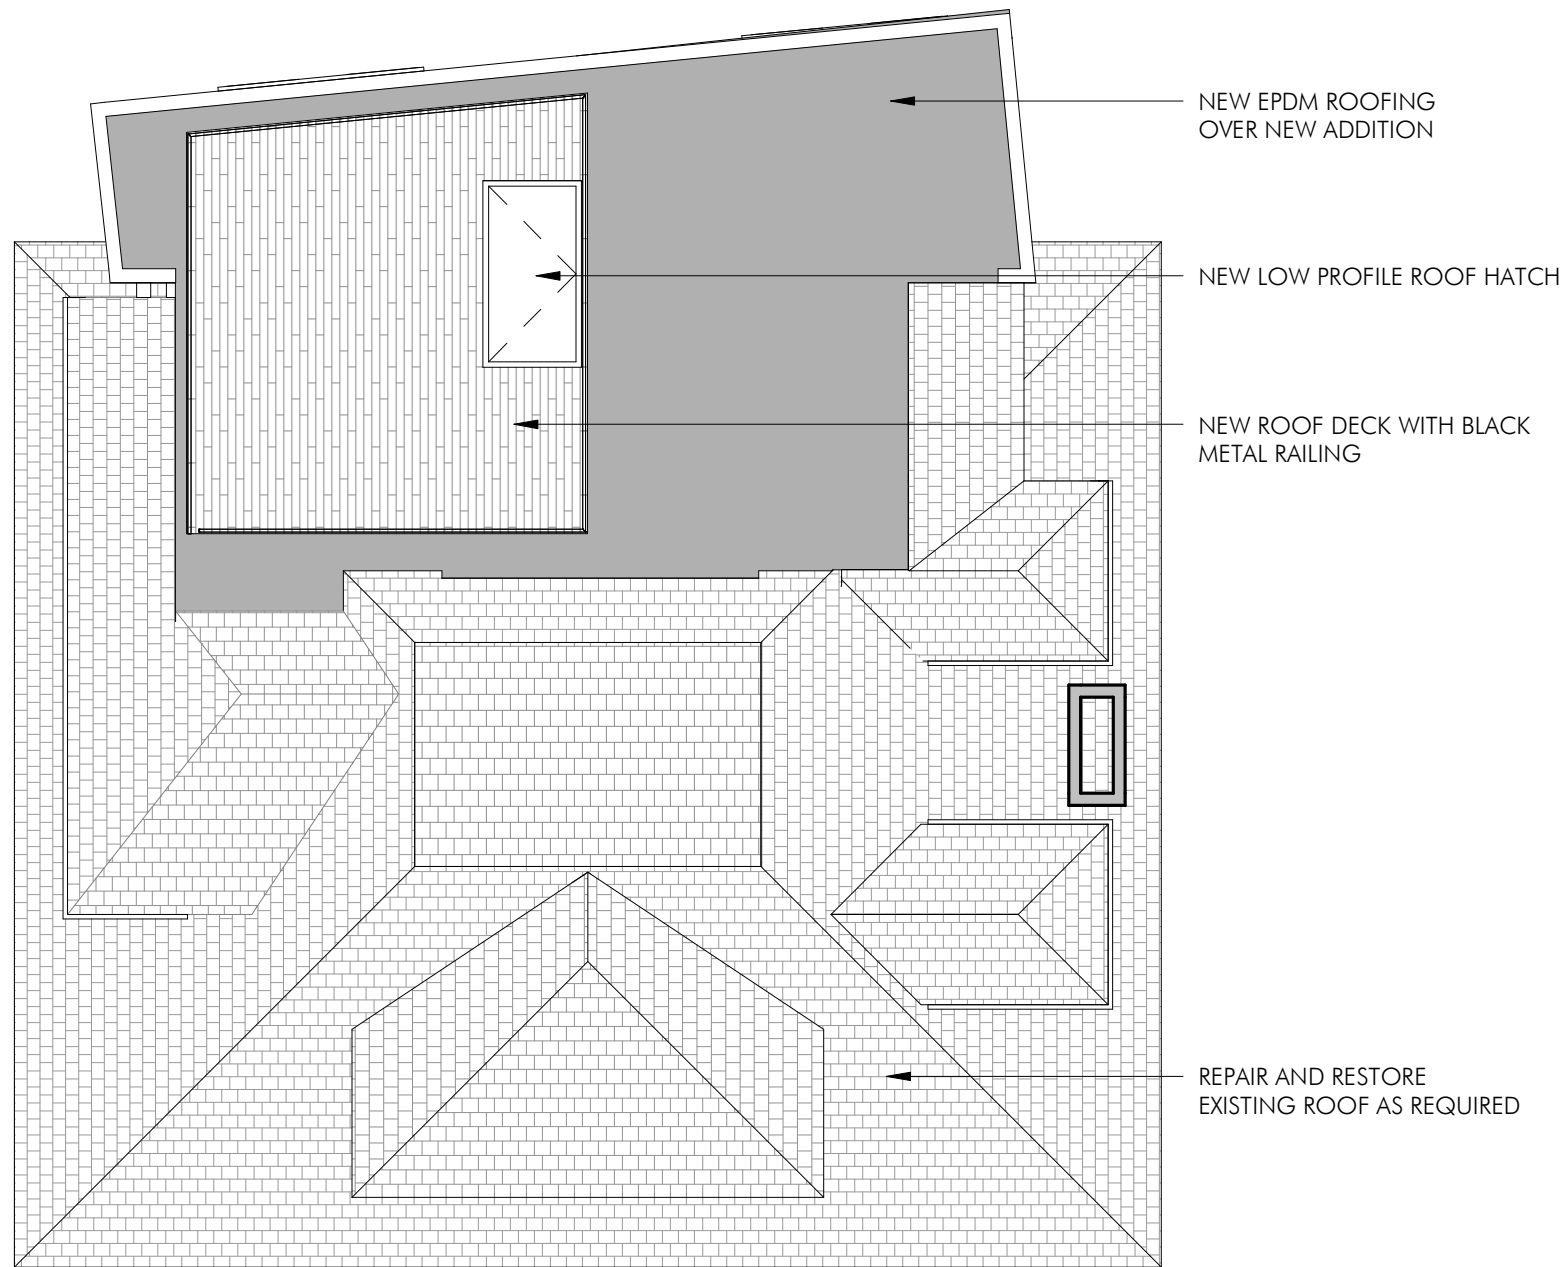 NEW EPDM ROOFING
OVER NEW ADDITION
NEW LOW PROFILE ROOF HATCH
NEW ROOF DECK WITH BLACK
METAL RAILING
REPAIR AND RESTORE
EXISTING ROOF AS REQUIRED